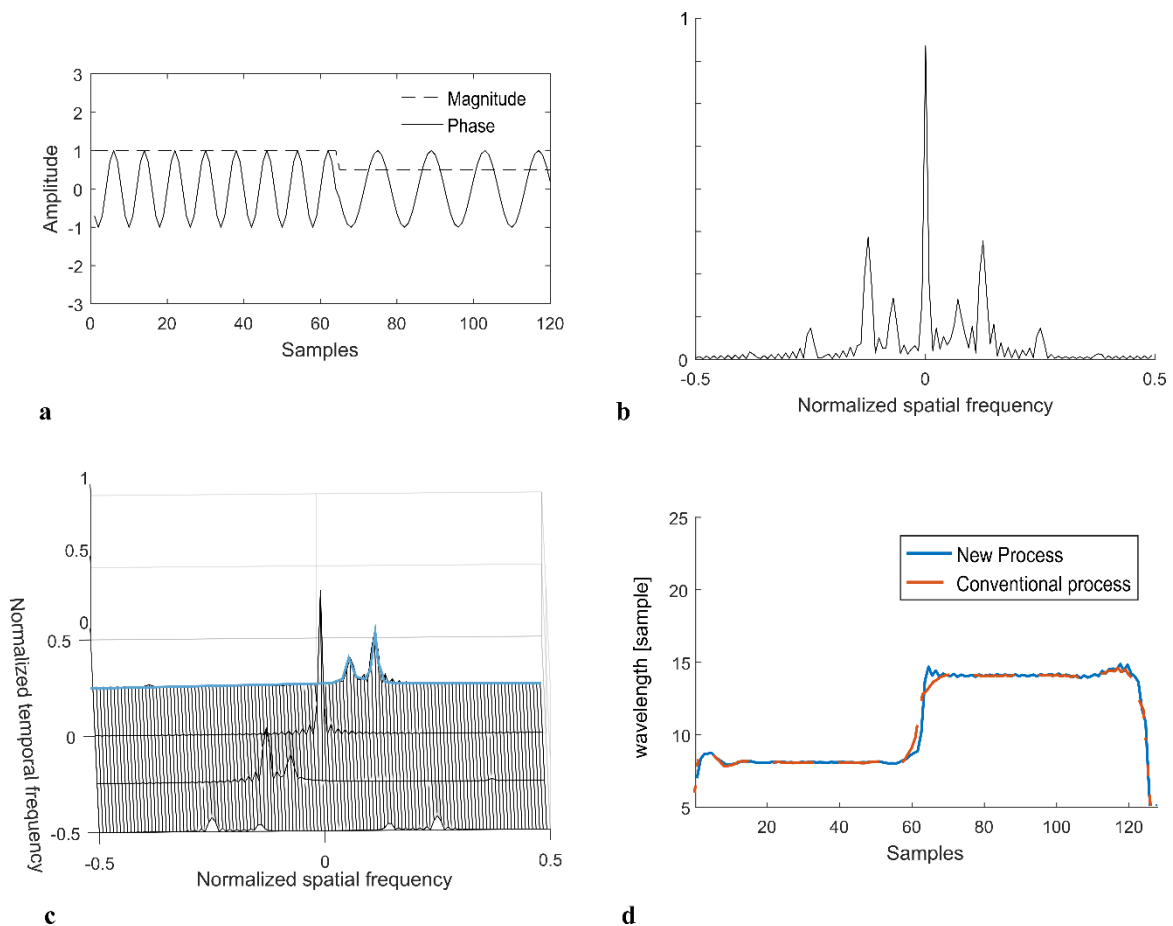 3
2
1
0
-1
-2
-3
Amplitude
Magnitude
Phase
0 20 40 60 80 100 120
Samples
a
1
0
-0.5 0 0.5
Normalized spatial frequency
b
1
0.5
0
0.5
0
-0.5
Normalized temporal frequency
-0.5 0 0.5
Normalized spatial frequency
c
25
20
15
10
5
wavelength [sample]
New Process
Conventional process
20 40 60 80 100 120
Samples
d